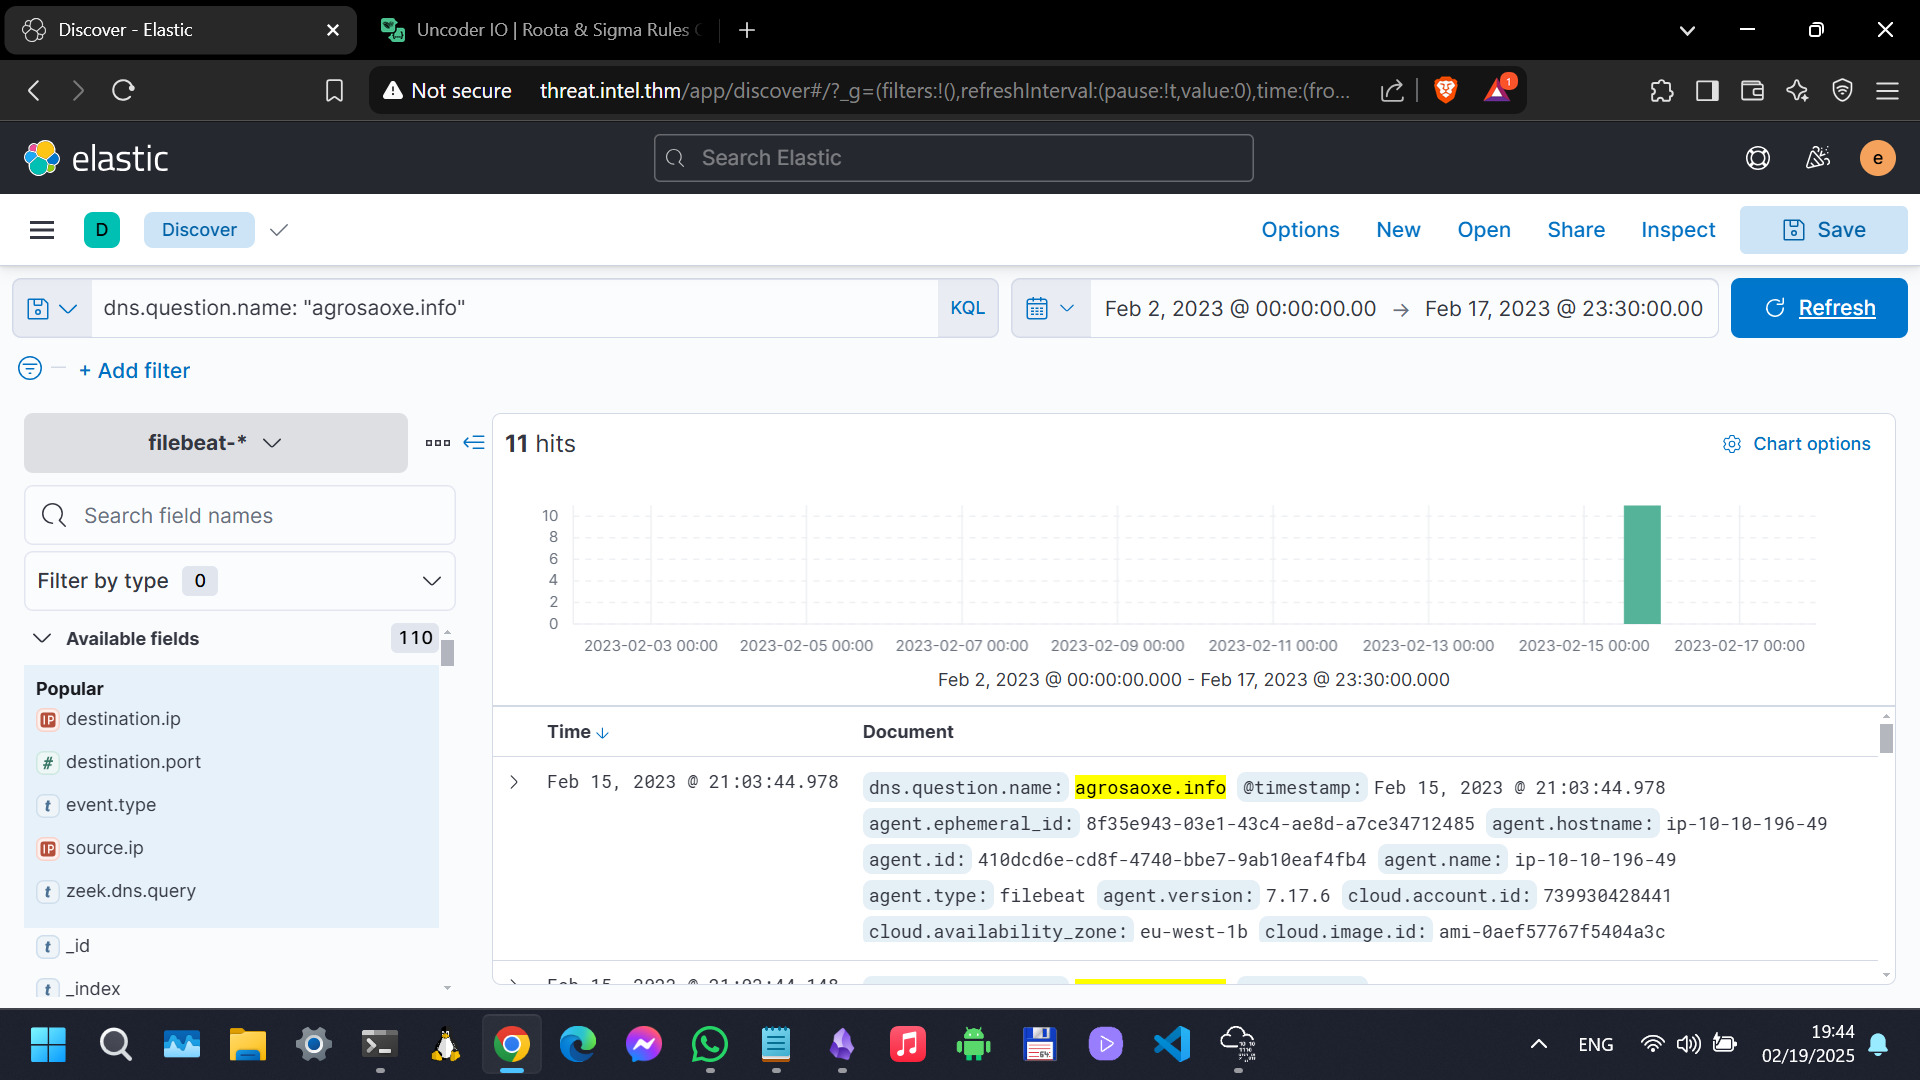 Discover - Elastic
Uncoder IO | Roota & Sigma Rules
Not secure
threat.intel.thm/app/discover#/?_g=(filters:!(),refreshInterval:(pause:!t,value:0),time:(fro...
1
elastic
Search Elastic
e
D
Discover
Options
New
Open
Share
Inspect
Save
dns.question.name: "agrosaoxe.info"
KQL
Feb 2, 2023 @ 00:00:00.00 → Feb 17, 2023 @ 23:30:00.00
Refresh
+ Add filter
filebeat-*
Search field names
Filter by type 0
Available fields 110
Popular
IP destination.ip
# destination.port
t event.type
IP source.ip
t zeek.dns.query
t _id
t _index
11 hits
Chart options
10
8
6
4
2
0
2023-02-03 00:00 2023-02-05 00:00 2023-02-07 00:00 2023-02-09 00:00 2023-02-11 00:00 2023-02-13 00:00 2023-02-15 00:00 2023-02-17 00:00
Feb 2, 2023 @ 00:00:00.000 - Feb 17, 2023 @ 23:30:00.000
Time Document
Feb 15, 2023 @ 21:03:44.978
dns.question.name: agrosaoxe.info @timestamp: Feb 15, 2023 @ 21:03:44.978
agent.ephemeral_id: 8f35e943-03e1-43c4-ae8d-a7ce34712485 agent.hostname: ip-10-10-196-49
agent.id: 410dcd6e-cd8f-4740-bbe7-9ab10eaf4fb4 agent.name: ip-10-10-196-49
agent.type: filebeat agent.version: 7.17.6 cloud.account.id: 739930428441
cloud.availability_zone: eu-west-1b cloud.image.id: ami-0aef57767f5404a3c
64
ENG
19:44
02/19/2025